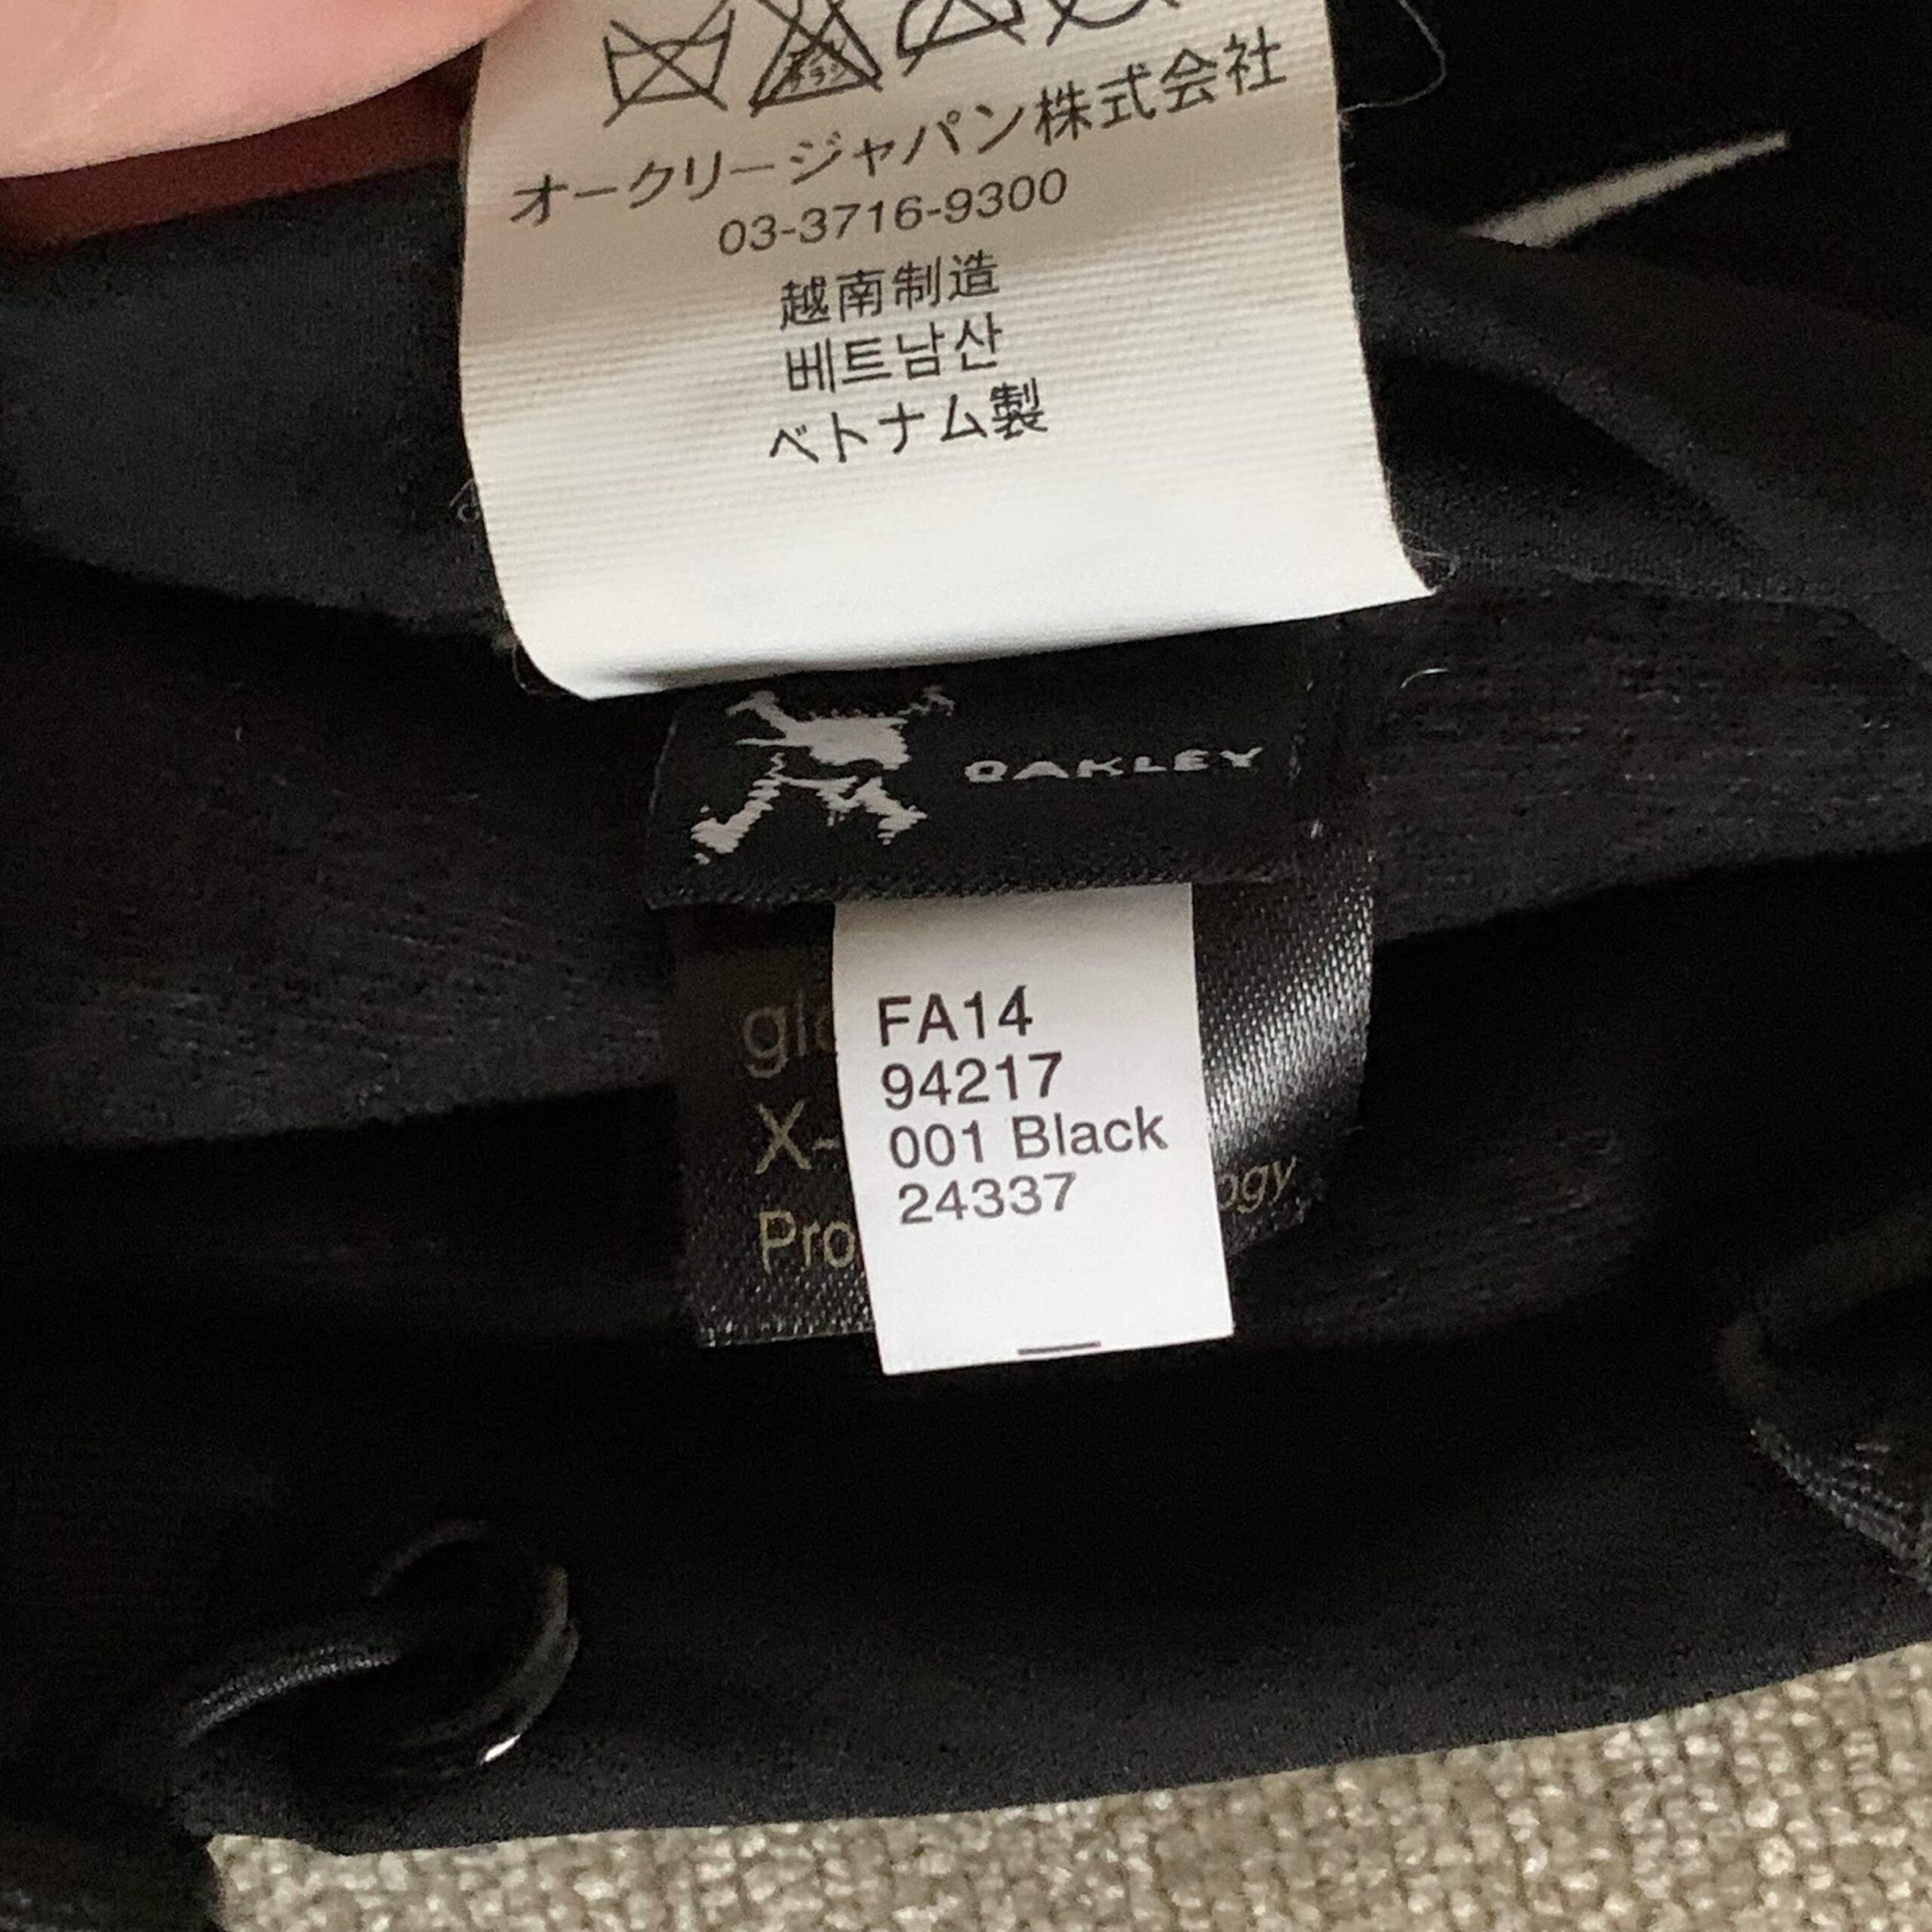 オークリージャパン株式会社
03-3716-9300
越南制造
베트남산
ベトナム製
OAKLEY
FA14
94217
001 Black
24337